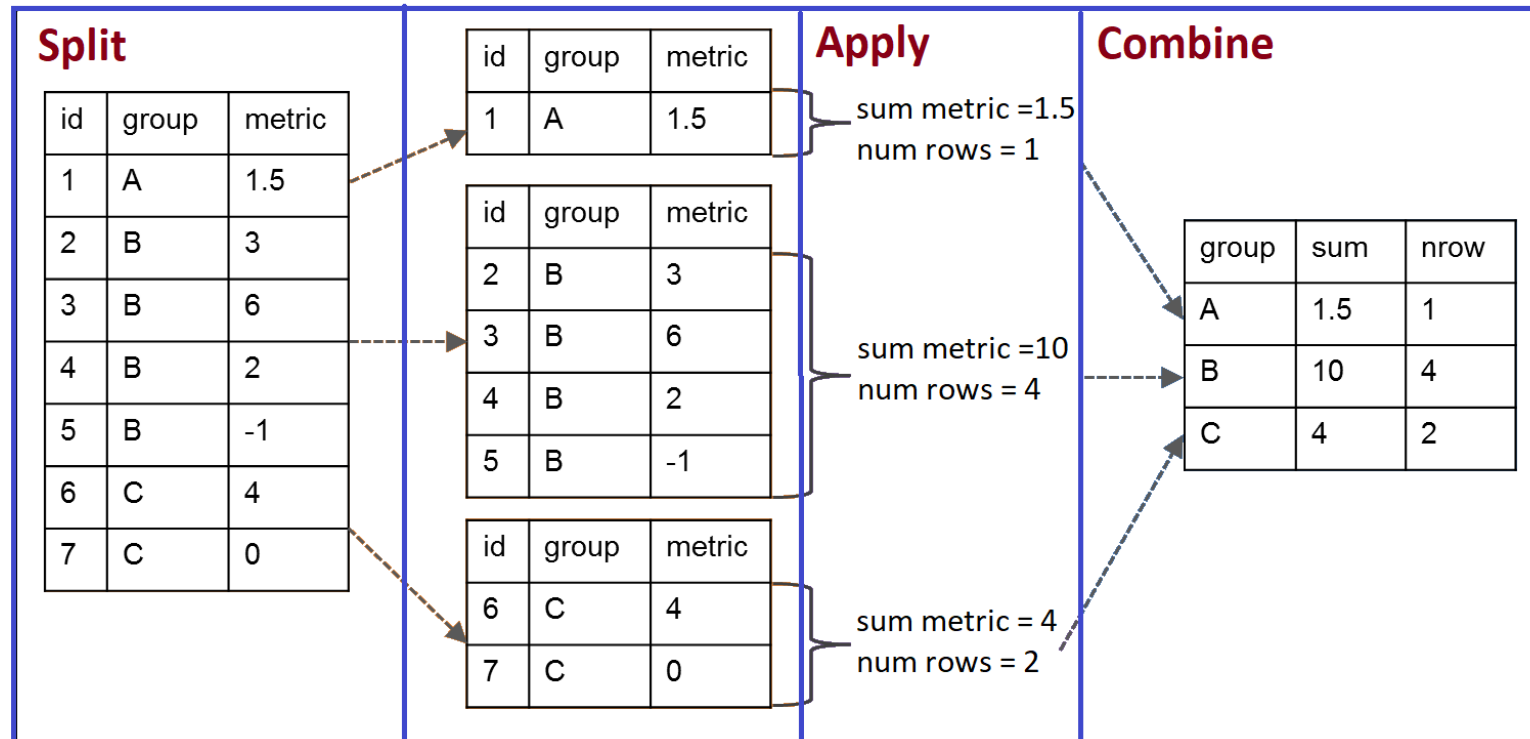 Split
id group metric
1 A 1.5
2 B 3
3 B 6
4 B 2
5 B -1
6 C 4
7 C 0
id group metric
1 A 1.5
id group metric
2 B 3
3 B 6
4 B 2
5 B -1
id group metric
6 C 4
7 C 0
Apply
sum metric =1.5
num rows = 1
sum metric =10
num rows = 4
sum metric = 4
num rows = 2
Combine
group sum nrow
A 1.5 1
B 10 4
C 4 2